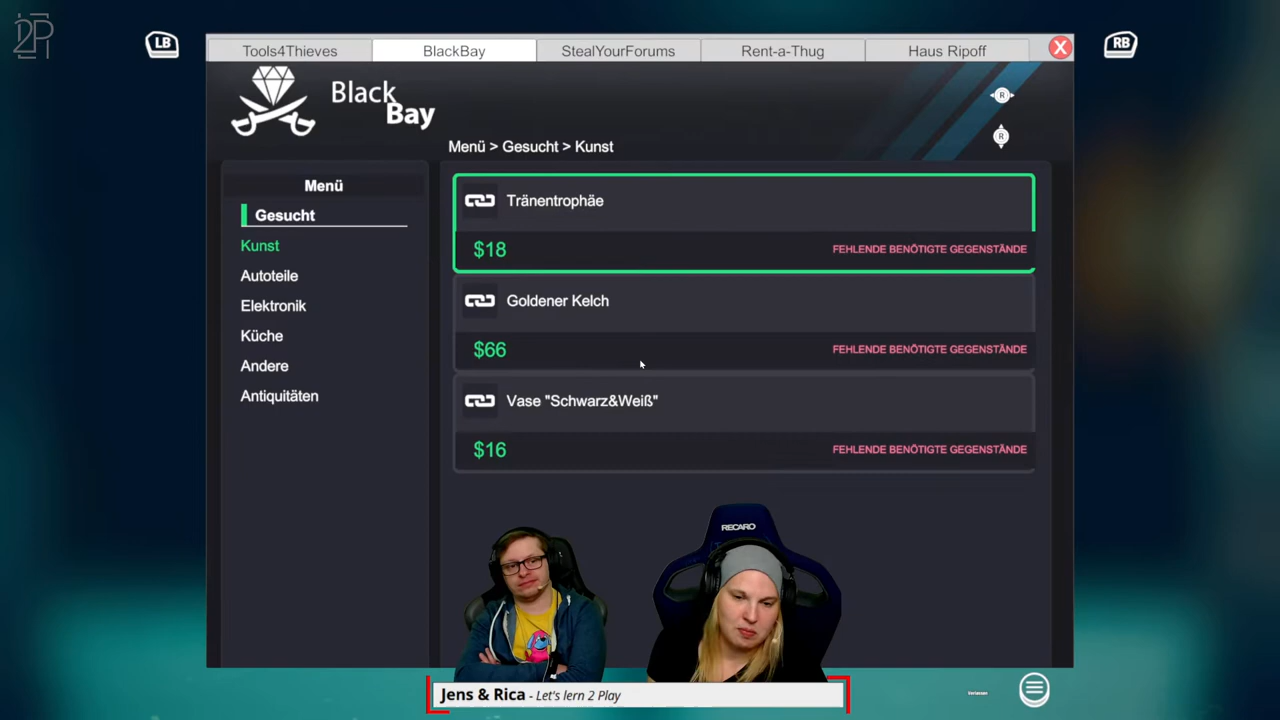 2P
LB
Tools4Thieves
BlackBay
StealYourForums
Rent-a-Thug
Haus Ripoff
X
RB
Black
Bay
R
R
Menü > Gesucht > Kunst
Menü
Gesucht
Kunst
Autoteile
Elektronik
Küche
Andere
Antiquitäten
Tränentrophäe
$18
FEHLENDE BENÖTIGTE GEGENSTÄNDE
Goldener Kelch
$66
FEHLENDE BENÖTIGTE GEGENSTÄNDE
Vase "Schwarz&Weiß"
$16
FEHLENDE BENÖTIGTE GEGENSTÄNDE
RECARO
Jens & Rica - Let's lern 2 Play
Verlassen